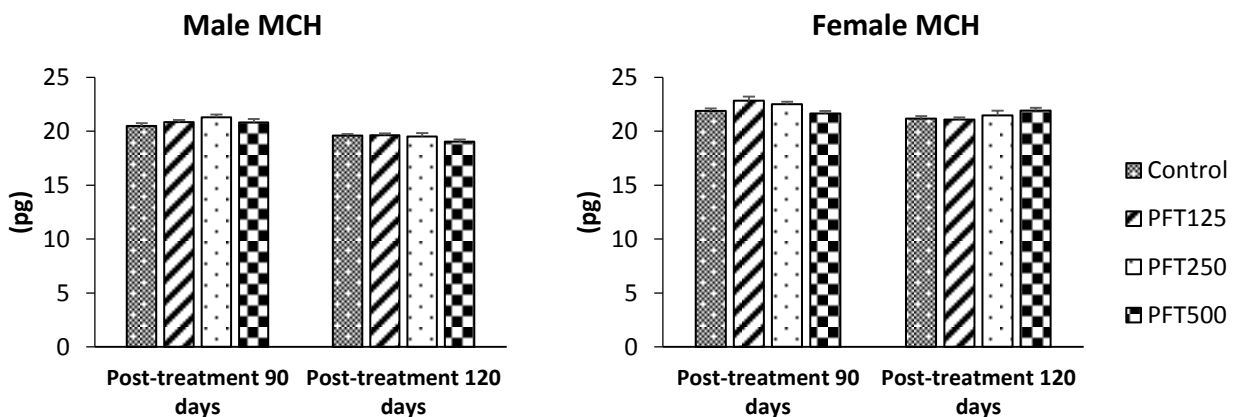 Male MCH
(pg)
25
20
15
10
5
0
Post-treatment 90
days
Post-treatment 120
days
Female MCH
(pg)
25
20
15
10
5
0
Post-treatment 90
days
Post-treatment 120
days
Control
PFT125
PFT250
PFT500